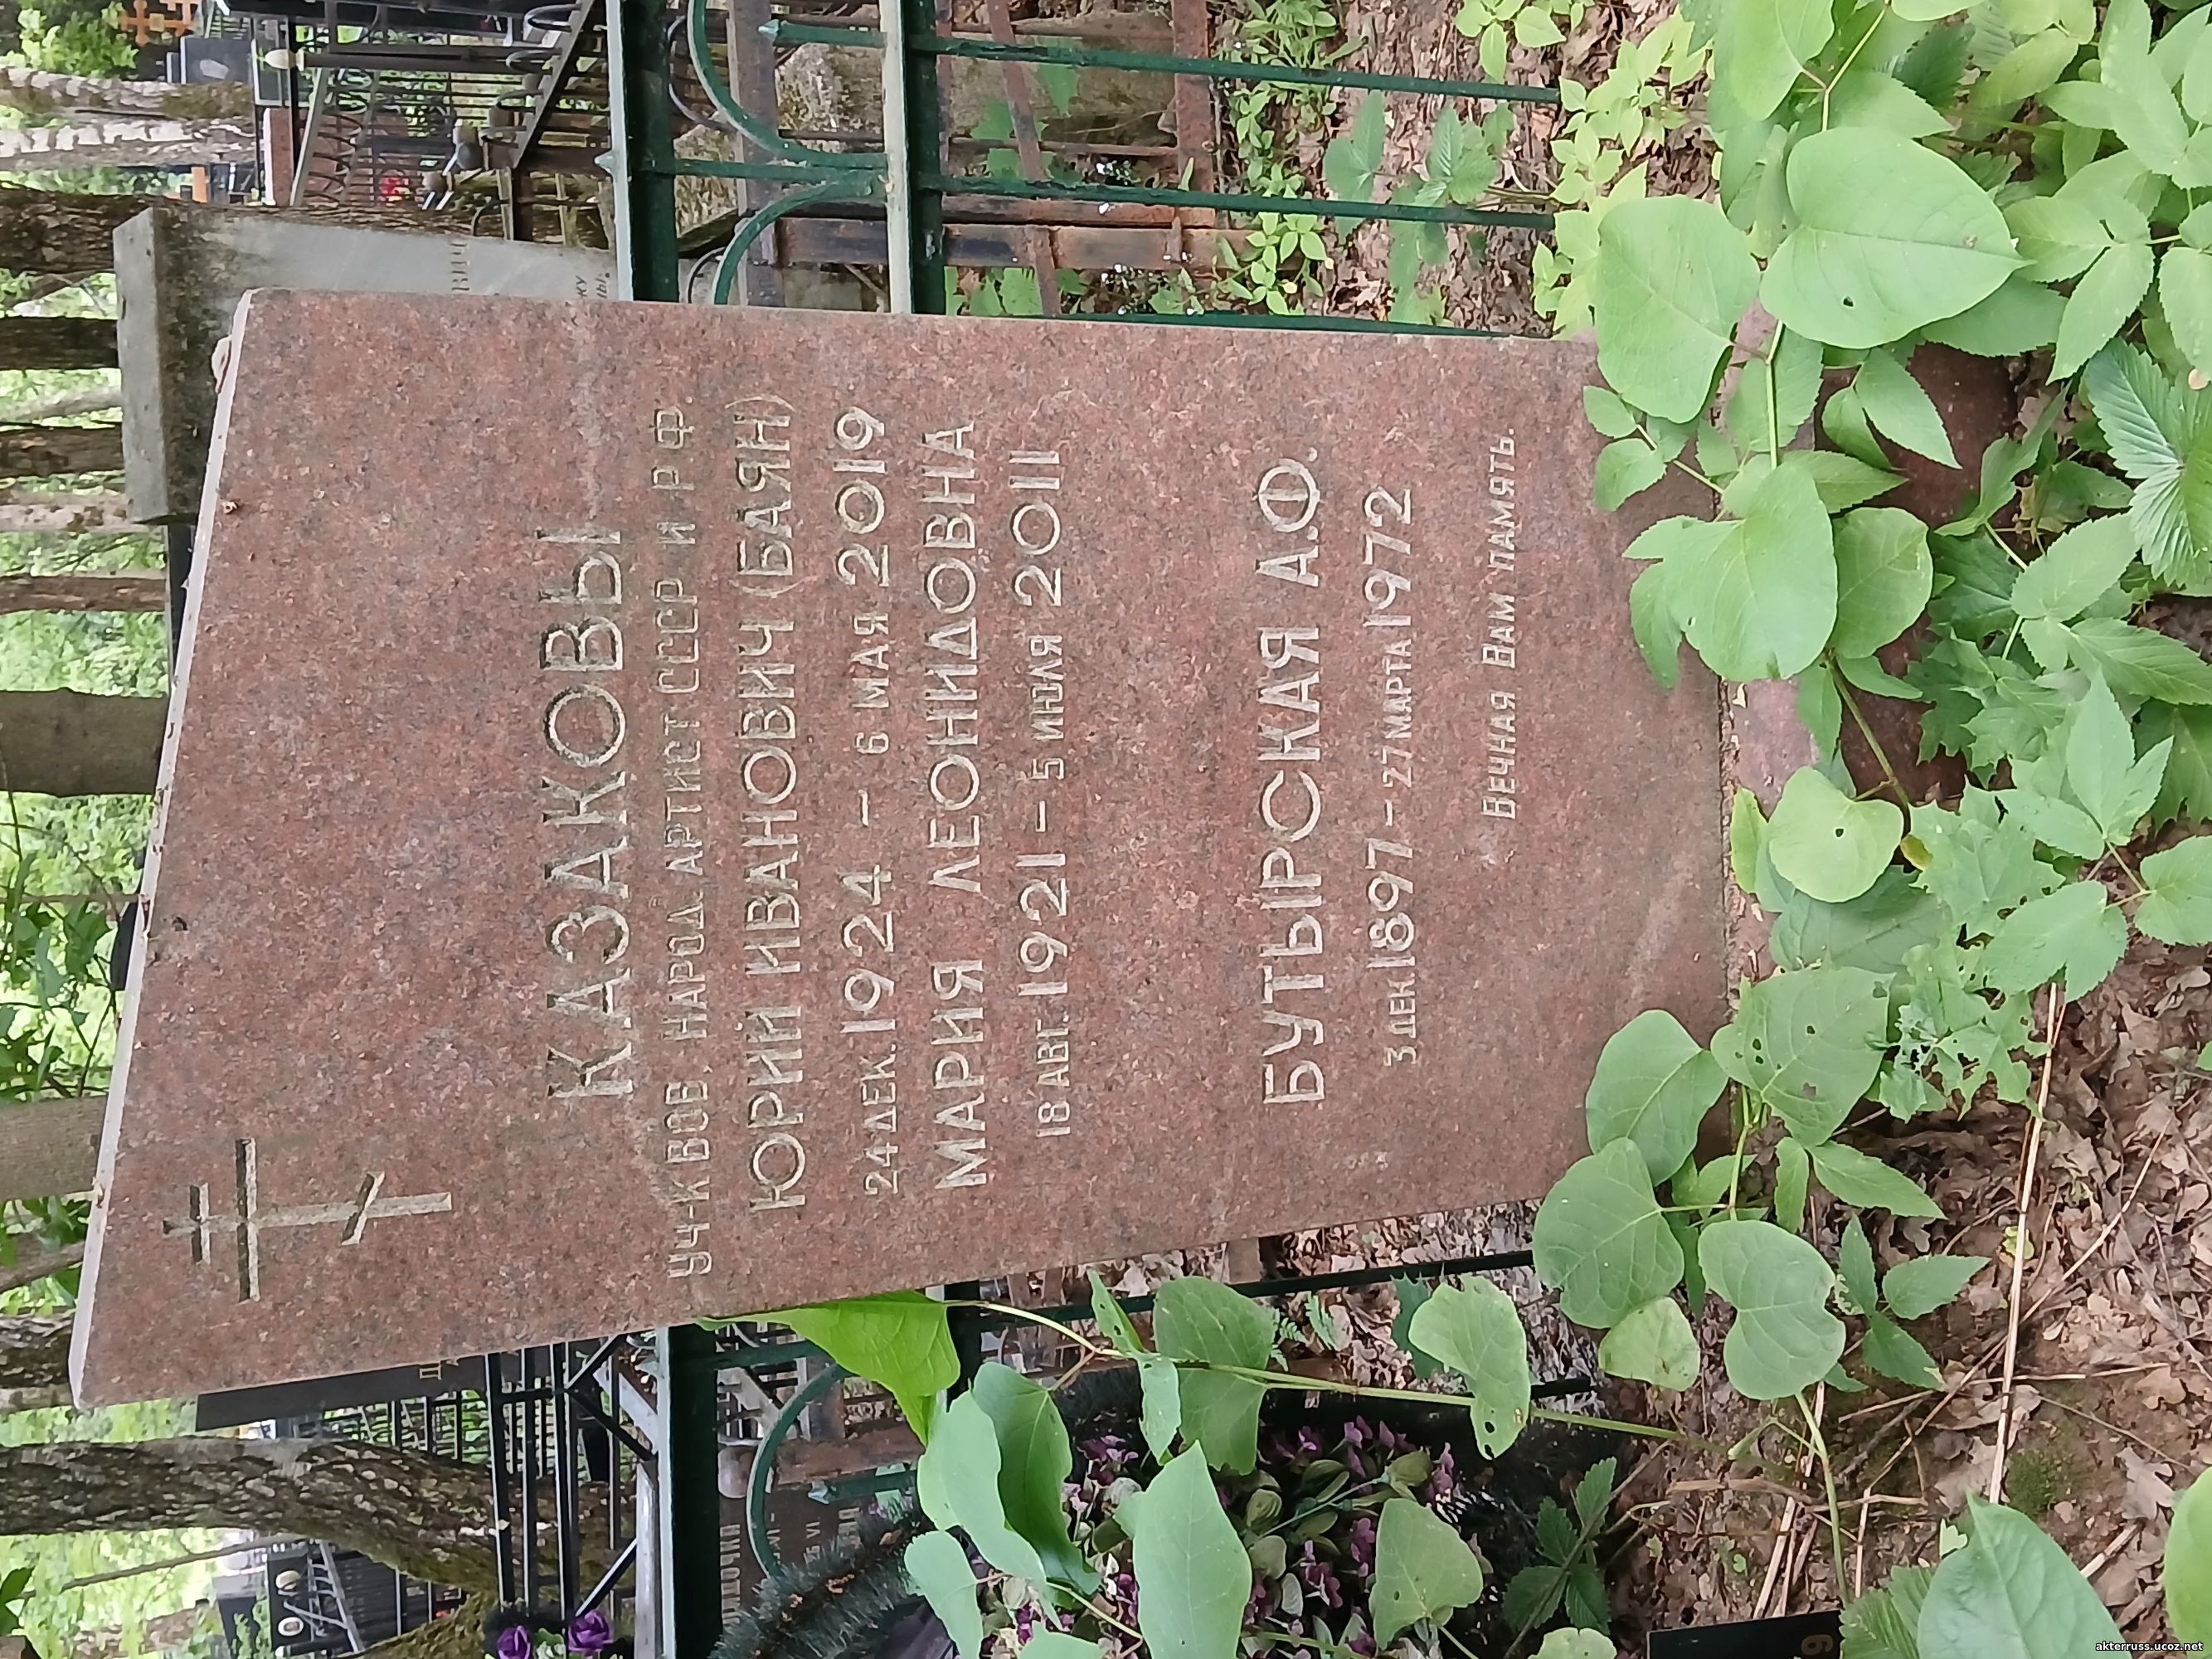 КАЗАКОВЫ
УЧ-К ВОВ, НАРОД. АРТИСТ СССР И РФ
ЮРИЙ ИВАНОВИЧ (БАЯН)
24 ДЕК. 1924 – 6 МАЯ 2019
МАРИЯ ЛЕОНИДОВНА
18 АВГ. 1921 – 5 ИЮЛЯ 2011
БУТЫРСКАЯ А.Ф.
3 ДЕК 1897 – 27 МАРТА 1972
ВЕЧНАЯ ВАМ ПАМЯТЬ.
akterruss.ucoz.net